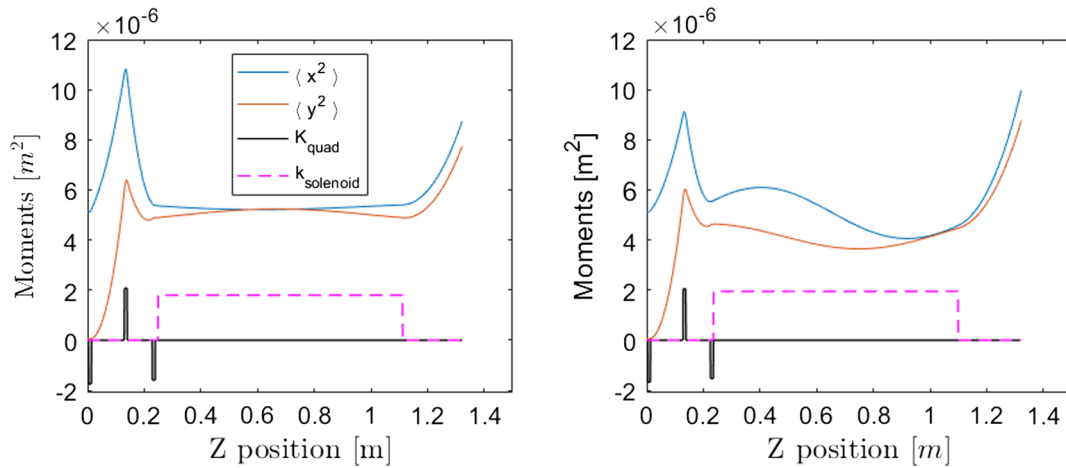 ×10⁻⁶
12
10
8
6
4
2
0
-2
Moments [m²]
⟨ x² ⟩
⟨ y² ⟩
K_quad
k_solenoid
0 0.2 0.4 0.6 0.8 1 1.2 1.4
Z position [m]
×10⁻⁶
12
10
8
6
4
2
0
-2
Moments [m²]
0 0.2 0.4 0.6 0.8 1 1.2 1.4
Z position [m]